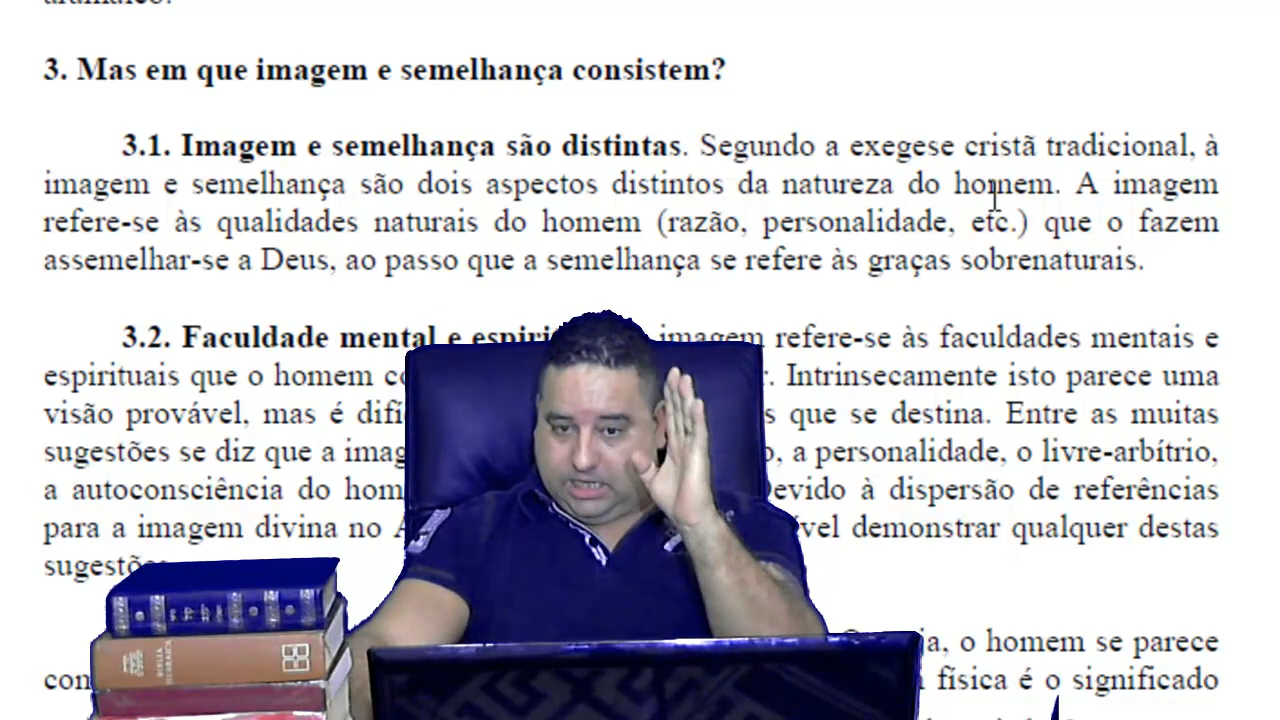 3. Mas em que imagem e semelhança consistem?
3.1. Imagem e semelhança são distintas. Segundo a exegese cristã tradicional, à
imagem e semelhança são dois aspectos distintos da natureza do homem. A imagem
refere-se às qualidades naturais do homem (razão, personalidade, etc.) que o fazem
assemelhar-se a Deus, ao passo que a semelhança se refere às graças sobrenaturais.
3.2. Faculdade mental e imagem refere-se às faculdades mentais e
espirituais que o homem Intrinsecamente isto parece uma
visão provável, mas é que se destina. Entre as muitas
sugestões se diz que a a personalidade, o livre-arbítrio,
a autoconsciência do à dispersão de referências
para a imagem divina no demonstrar qualquer destas
o homem se parece
física é o significado
BIBLIA HEBRAICA